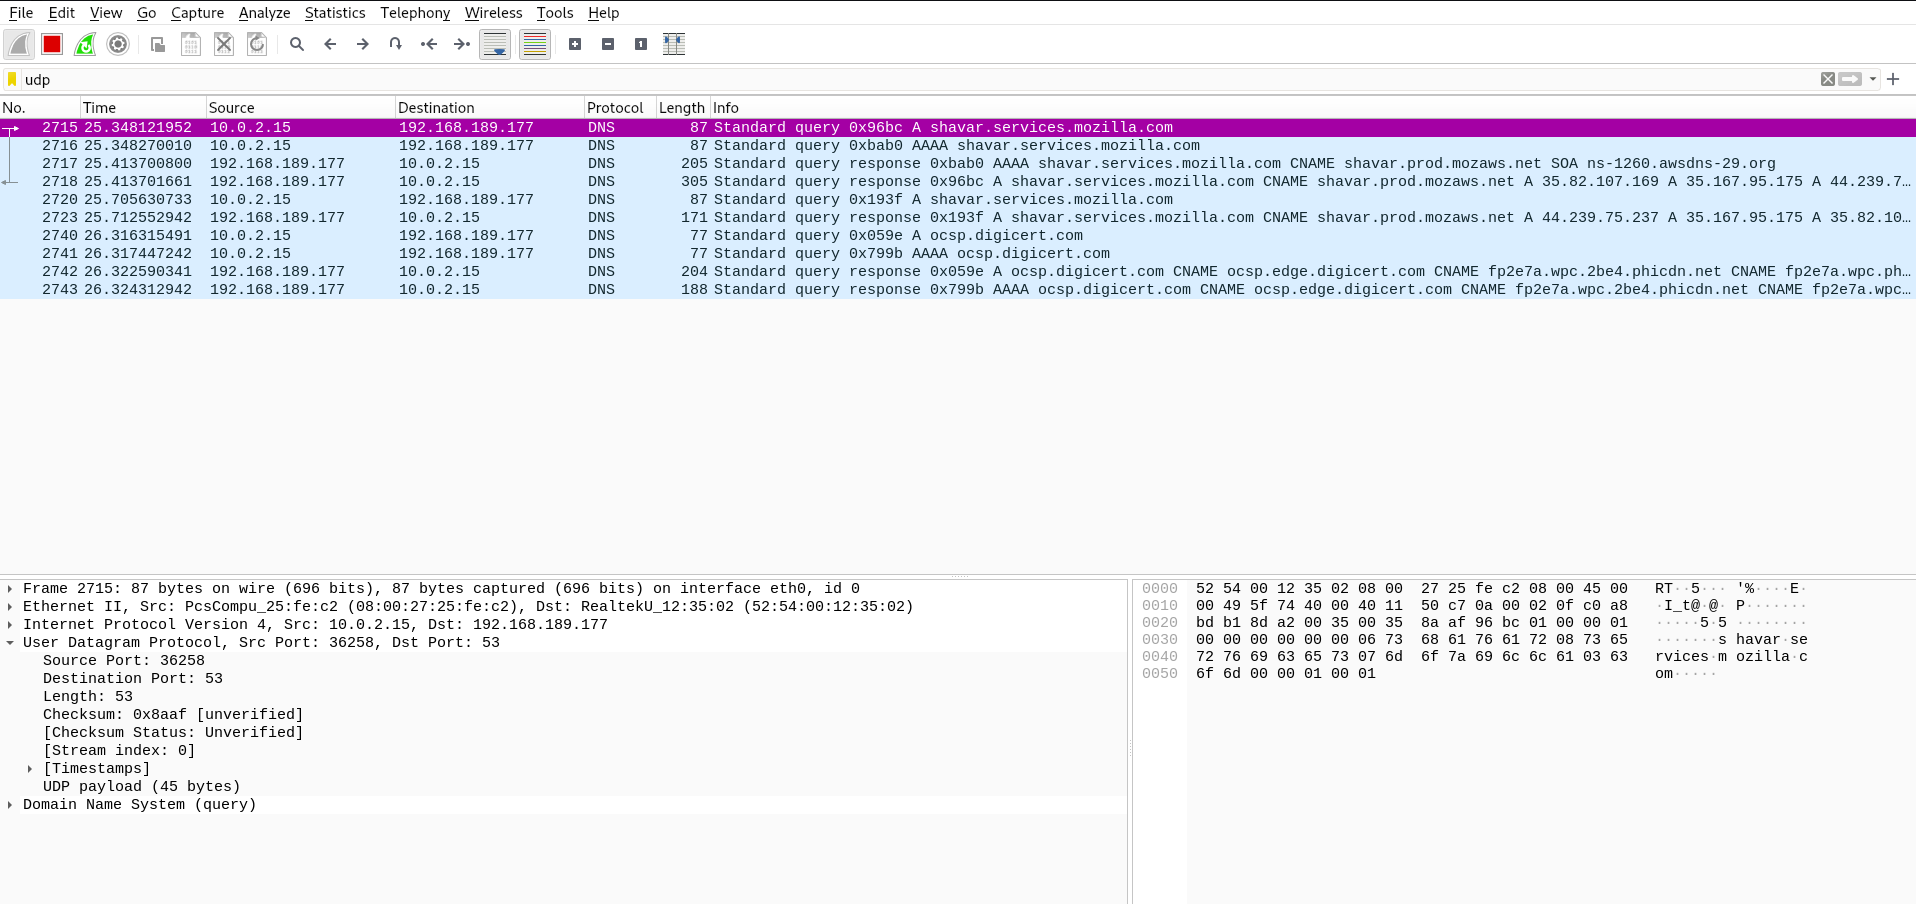 File Edit View Go Capture Analyze Statistics Telephony Wireless Tools Help
udp
No. Time Source Destination Protocol Length Info
2715 25.348121952 10.0.2.15 192.168.189.177 DNS 87 Standard query 0x96bc A shavar.services.mozilla.com
2716 25.348270010 10.0.2.15 192.168.189.177 DNS 87 Standard query 0xbab0 AAAA shavar.services.mozilla.com
2717 25.413700800 192.168.189.177 10.0.2.15 DNS 205 Standard query response 0xbab0 AAAA shavar.services.mozilla.com CNAME shavar.prod.mozaws.net SOA ns-1260.awsdns-29.org
2718 25.413701661 192.168.189.177 10.0.2.15 DNS 305 Standard query response 0x96bc A shavar.services.mozilla.com CNAME shavar.prod.mozaws.net A 35.82.107.169 A 35.167.95.175 A 44.239.7…
2720 25.705630733 10.0.2.15 192.168.189.177 DNS 87 Standard query 0x193f A shavar.services.mozilla.com
2723 25.712552942 192.168.189.177 10.0.2.15 DNS 171 Standard query response 0x193f A shavar.services.mozilla.com CNAME shavar.prod.mozaws.net A 44.239.75.237 A 35.167.95.175 A 35.82.10…
2740 26.316315491 10.0.2.15 192.168.189.177 DNS 77 Standard query 0x059e A ocsp.digicert.com
2741 26.317447242 10.0.2.15 192.168.189.177 DNS 77 Standard query 0x799b AAAA ocsp.digicert.com
2742 26.322590341 192.168.189.177 10.0.2.15 DNS 204 Standard query response 0x059e A ocsp.digicert.com CNAME ocsp.edge.digicert.com CNAME fp2e7a.wpc.2be4.phicdn.net CNAME fp2e7a.wpc.ph…
2743 26.324312942 192.168.189.177 10.0.2.15 DNS 188 Standard query response 0x799b AAAA ocsp.digicert.com CNAME ocsp.edge.digicert.com CNAME fp2e7a.wpc.2be4.phicdn.net CNAME fp2e7a.wpc…
Frame 2715: 87 bytes on wire (696 bits), 87 bytes captured (696 bits) on interface eth0, id 0
Ethernet II, Src: PcsCompu_25:fe:c2 (08:00:27:25:fe:c2), Dst: RealtekU_12:35:02 (52:54:00:12:35:02)
Internet Protocol Version 4, Src: 10.0.2.15, Dst: 192.168.189.177
User Datagram Protocol, Src Port: 36258, Dst Port: 53
Source Port: 36258
Destination Port: 53
Length: 53
Checksum: 0x8aaf [unverified]
[Checksum Status: Unverified]
[Stream index: 0]
[Timestamps]
UDP payload (45 bytes)
Domain Name System (query)
0000 52 54 00 12 35 02 08 00 27 25 fe c2 08 00 45 00 RT··5··· '%····E·
0010 00 49 5f 74 40 00 40 11 50 c7 0a 00 02 0f c0 a8 ·I_t@·@· P·······
0020 bd b1 8d a2 00 35 00 35 8a af 96 bc 01 00 00 01 ·····5·5 ········
0030 00 00 00 00 00 00 06 73 68 61 76 61 72 08 73 65 ·······s havar·se
0040 72 76 69 63 65 73 07 6d 6f 7a 69 6c 6c 61 03 63 rvices·m ozilla·c
0050 6f 6d 00 00 01 00 01 om·····